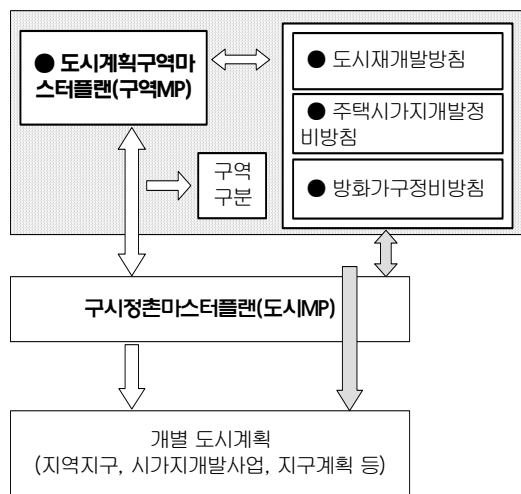 ● 도시계획구역마
스터플랜(구역MP)
● 도시재개발방침
● 주택시가지개발정
비방침
● 방화가구정비방침
구역
구분
구시정촌마스터플랜(도시MP)
개별 도시계획
(지역지구, 시가지개발사업, 지구계획 등)